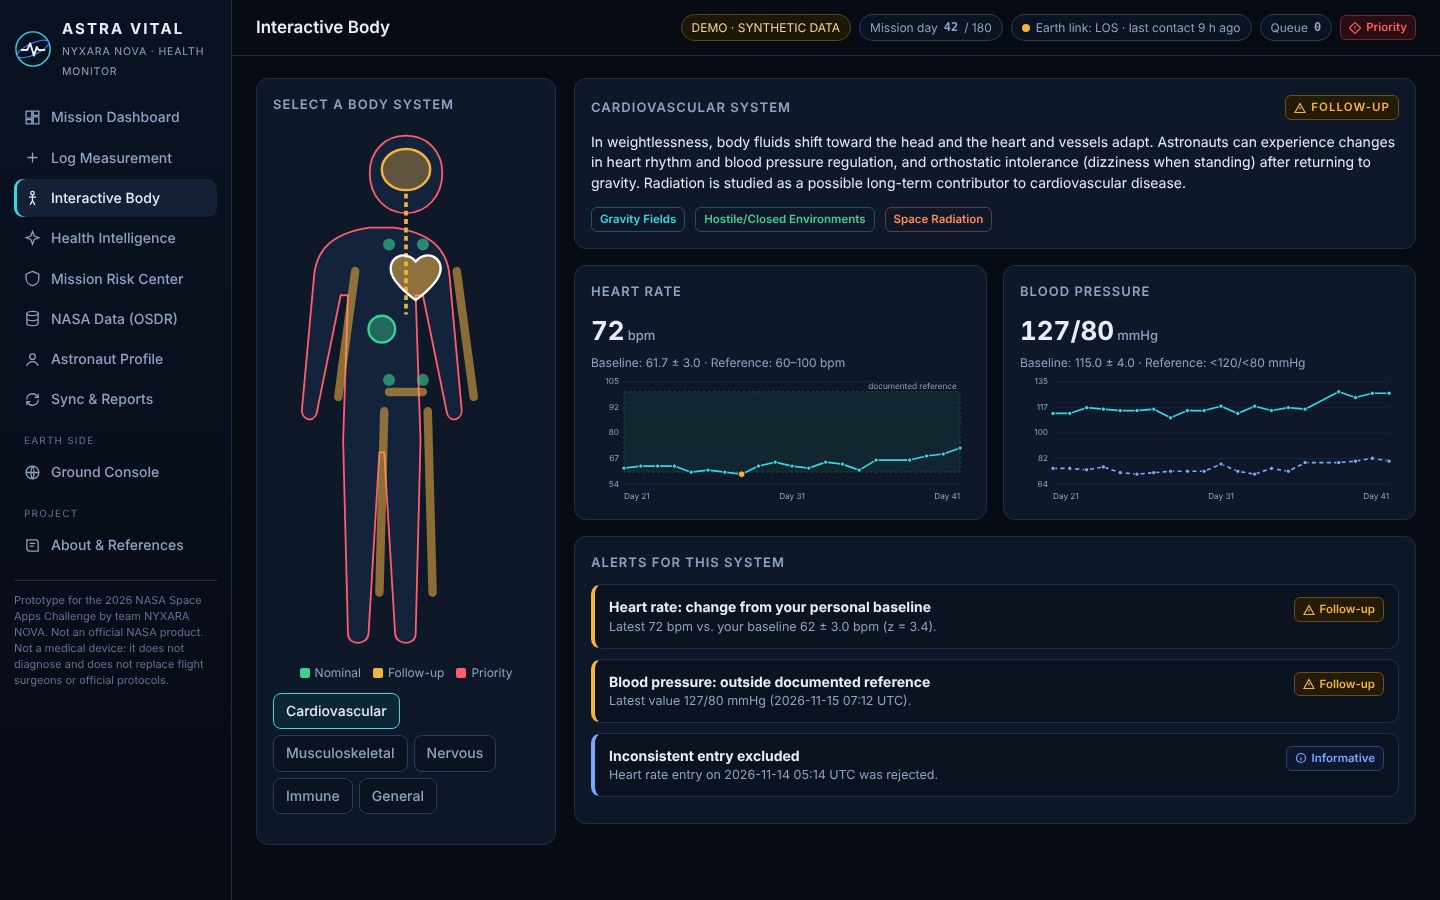 ASTRA VITAL
NYXARA NOVA · HEALTH
MONITOR
Mission Dashboard
Log Measurement
Interactive Body
Health Intelligence
Mission Risk Center
NASA Data (OSDR)
Astronaut Profile
Sync & Reports
EARTH SIDE
Ground Console
PROJECT
About & References
Prototype for the 2026 NASA Space
Apps Challenge by team NYXARA
NOVA. Not an official NASA product.
Not a medical device: it does not
diagnose and does not replace flight
surgeons or official protocols.
Interactive Body
DEMO · SYNTHETIC DATA
Mission day 42 / 180
Earth link: LOS · last contact 9 h ago
Queue 0
Priority
SELECT A BODY SYSTEM
Nominal
Follow-up
Priority
Cardiovascular
Musculoskeletal
Nervous
Immune
General
CARDIOVASCULAR SYSTEM
FOLLOW-UP
In weightlessness, body fluids shift toward the head and the heart and vessels adapt. Astronauts can experience changes
in heart rhythm and blood pressure regulation, and orthostatic intolerance (dizziness when standing) after returning to
gravity. Radiation is studied as a possible long-term contributor to cardiovascular disease.
Gravity Fields
Hostile/Closed Environments
Space Radiation
HEART RATE
72 bpm
Baseline: 61.7 ± 3.0 · Reference: 60–100 bpm
documented reference
105
92
80
67
54
Day 21
Day 31
Day 41
BLOOD PRESSURE
127/80 mmHg
Baseline: 115.0 ± 4.0 · Reference: <120/<80 mmHg
135
117
100
82
64
Day 21
Day 31
Day 41
ALERTS FOR THIS SYSTEM
Heart rate: change from your personal baseline
Latest 72 bpm vs. your baseline 62 ± 3.0 bpm (z = 3.4).
Follow-up
Blood pressure: outside documented reference
Latest value 127/80 mmHg (2026-11-15 07:12 UTC).
Follow-up
Inconsistent entry excluded
Heart rate entry on 2026-11-14 05:14 UTC was rejected.
Informative